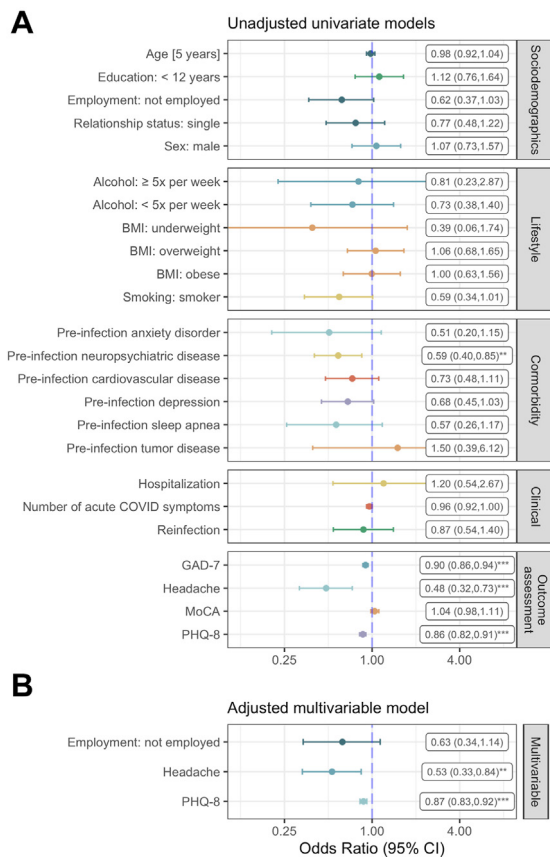 A
Unadjusted univariate models
Age [5 years] 0.98 (0.92,1.04)
Education: < 12 years 1.12 (0.76,1.64)
Employment: not employed 0.62 (0.37,1.03)
Relationship status: single 0.77 (0.48,1.22)
Sex: male 1.07 (0.73,1.57)
Sociodemographics
Alcohol: ≥ 5x per week 0.81 (0.23,2.87)
Alcohol: < 5x per week 0.73 (0.38,1.40)
BMI: underweight 0.39 (0.06,1.74)
BMI: overweight 1.06 (0.68,1.65)
BMI: obese 1.00 (0.63,1.56)
Smoking: smoker 0.59 (0.34,1.01)
Lifestyle
Pre-infection anxiety disorder 0.51 (0.20,1.15)
Pre-infection neuropsychiatric disease 0.59 (0.40,0.85)**
Pre-infection cardiovascular disease 0.73 (0.48,1.11)
Pre-infection depression 0.68 (0.45,1.03)
Pre-infection sleep apnea 0.57 (0.26,1.17)
Pre-infection tumor disease 1.50 (0.39,6.12)
Cormorbidity
Hospitalization 1.20 (0.54,2.67)
Number of acute COVID symptoms 0.96 (0.92,1.00)
Reinfection 0.87 (0.54,1.40)
Clinical
GAD-7 0.90 (0.86,0.94)***
Headache 0.48 (0.32,0.73)***
MoCA 1.04 (0.98,1.11)
PHQ-8 0.86 (0.82,0.91)***
Outcome
assessment
0.25 1.00 4.00
B
Adjusted multivariable model
Employment: not employed 0.63 (0.34,1.14)
Headache 0.53 (0.33,0.84)**
PHQ-8 0.87 (0.83,0.92)***
Multivariable
0.25 1.00 4.00
Odds Ratio (95% CI)